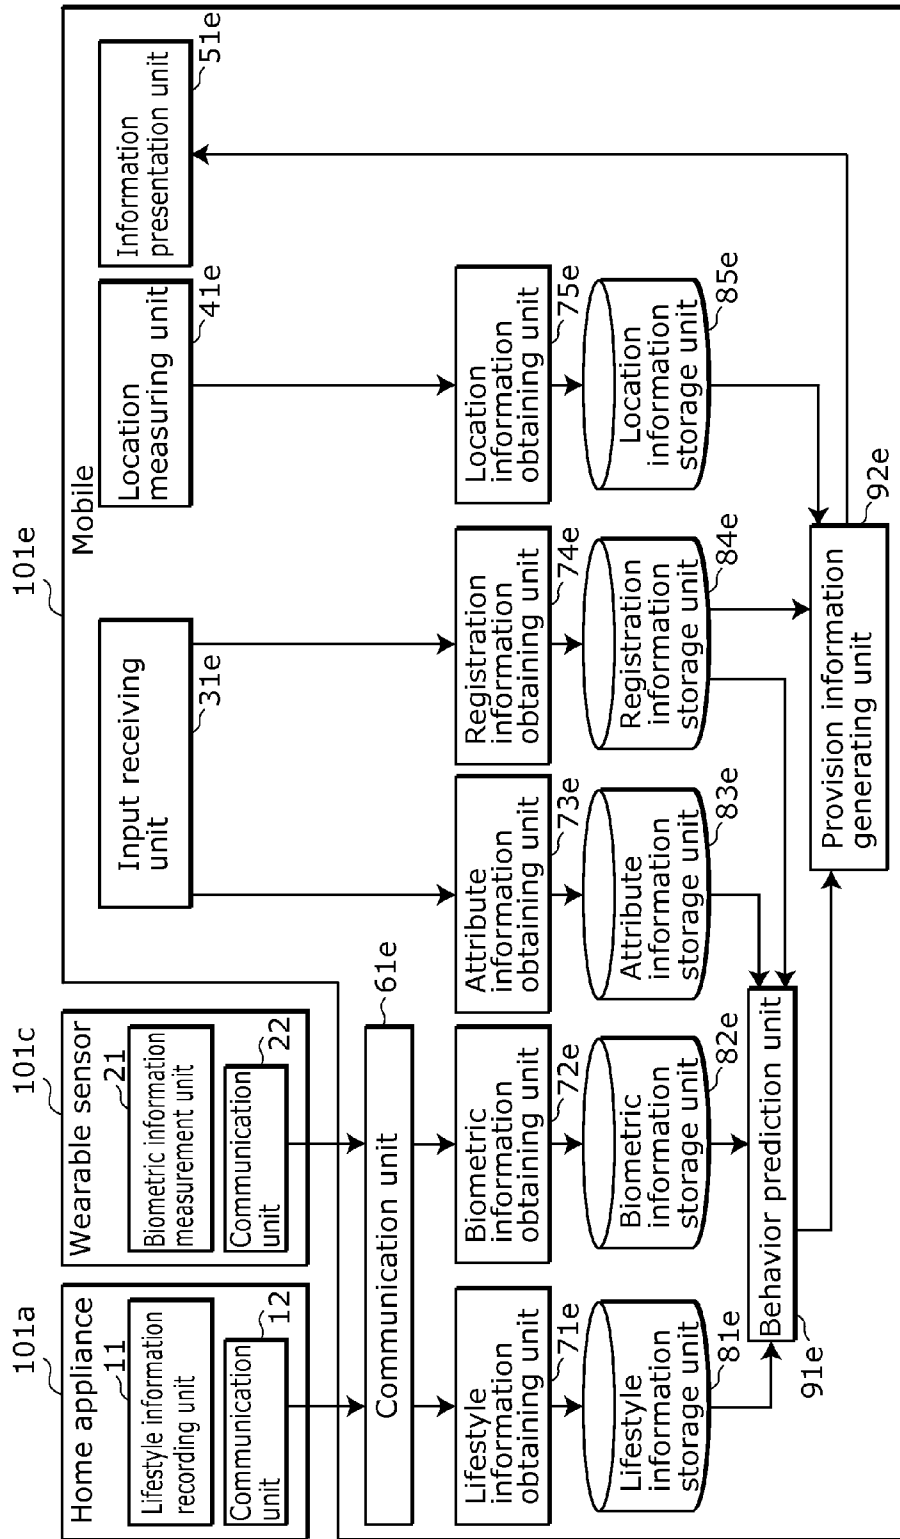 101a
Home appliance
11
Lifestyle information
recording unit
12
Communication
unit
101c
Wearable sensor
21
Biometric information
measurement unit
22
Communication
unit
101e
Mobile
Input receiving
unit
31e
Location
measuring unit
41e
Information
presentation unit
51e
61e
Communication unit
Lifestyle
information
obtaining unit
71e
Biometric
information
obtaining unit
72e
Attribute
information
obtaining unit
73e
Registration
information
obtaining unit
74e
Location
information
obtaining unit
75e
Lifestyle
information
storage unit
81e
Biometric
information
storage unit
82e
Attribute
information
storage unit
83e
Registration
information
storage unit
84e
Location
information
storage unit
85e
Behavior prediction unit
91e
Provision information
generating unit
92e